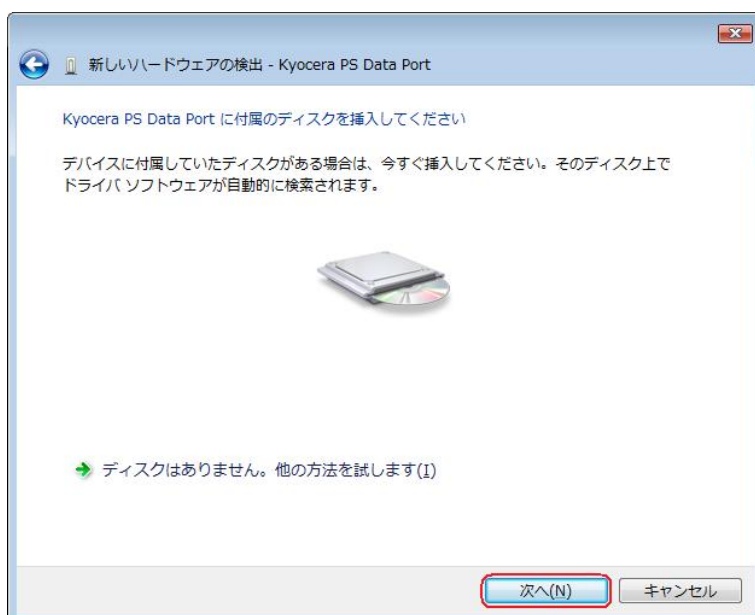 新しいハードウェアの検出 - Kyocera PS Data Port
Kyocera PS Data Port に付属のディスクを挿入してください
デバイスに付属していたディスクがある場合は、今すぐ挿入してください。そのディスク上で
ドライバ ソフトウェアが自動的に検索されます。
ディスクはありません。他の方法を試します(I)
次へ(N)
キャンセル